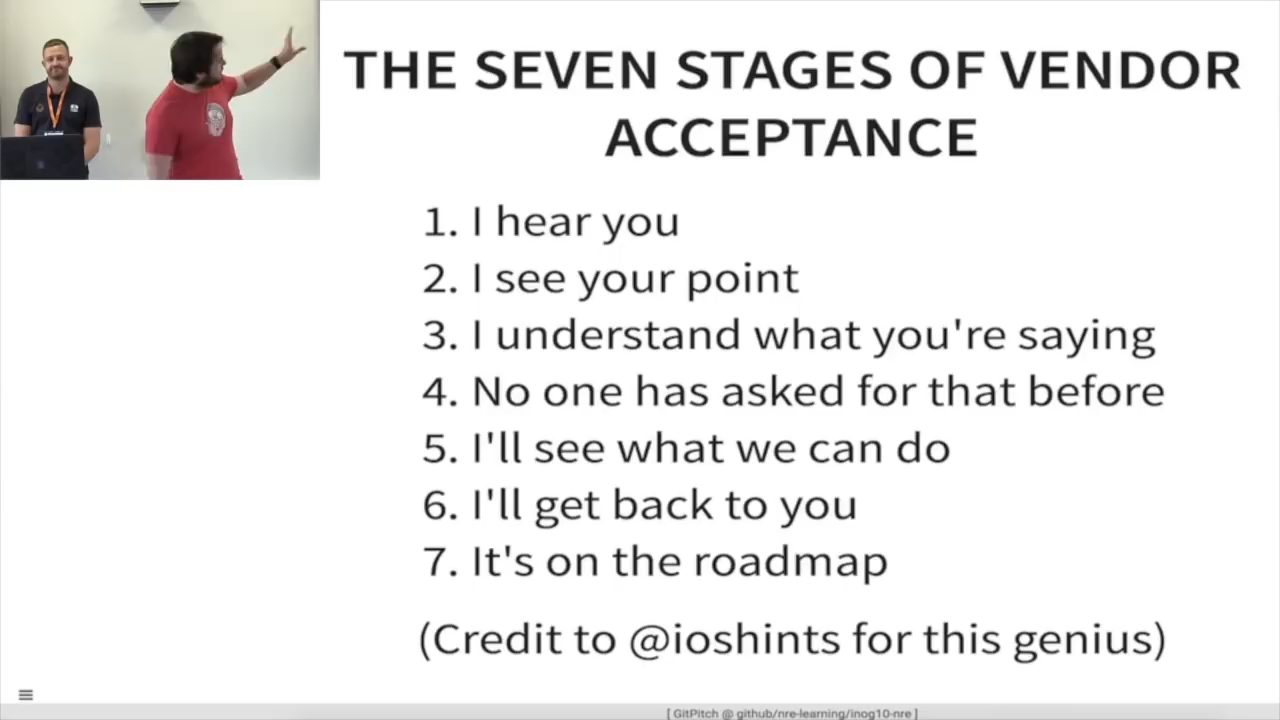 THE SEVEN STAGES OF VENDOR
ACCEPTANCE
1. I hear you
2. I see your point
3. I understand what you're saying
4. No one has asked for that before
5. I'll see what we can do
6. I'll get back to you
7. It's on the roadmap
(Credit to @ioshints for this genius)
[ GitPitch @ github/nre-learning/inog10-nre ]